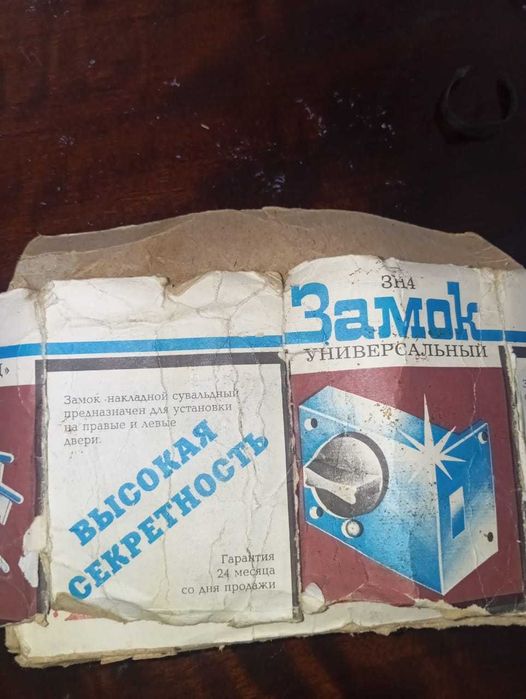 Замок накладной сувальдный
предназначен для установки
на правые и левые
двери.
ВЫСОКАЯ
СЕКРЕТНОСТЬ
Гарантия
24 месяца
со дня продажи
ЗН4
Замок
УНИВЕРСАЛЬНЫЙ